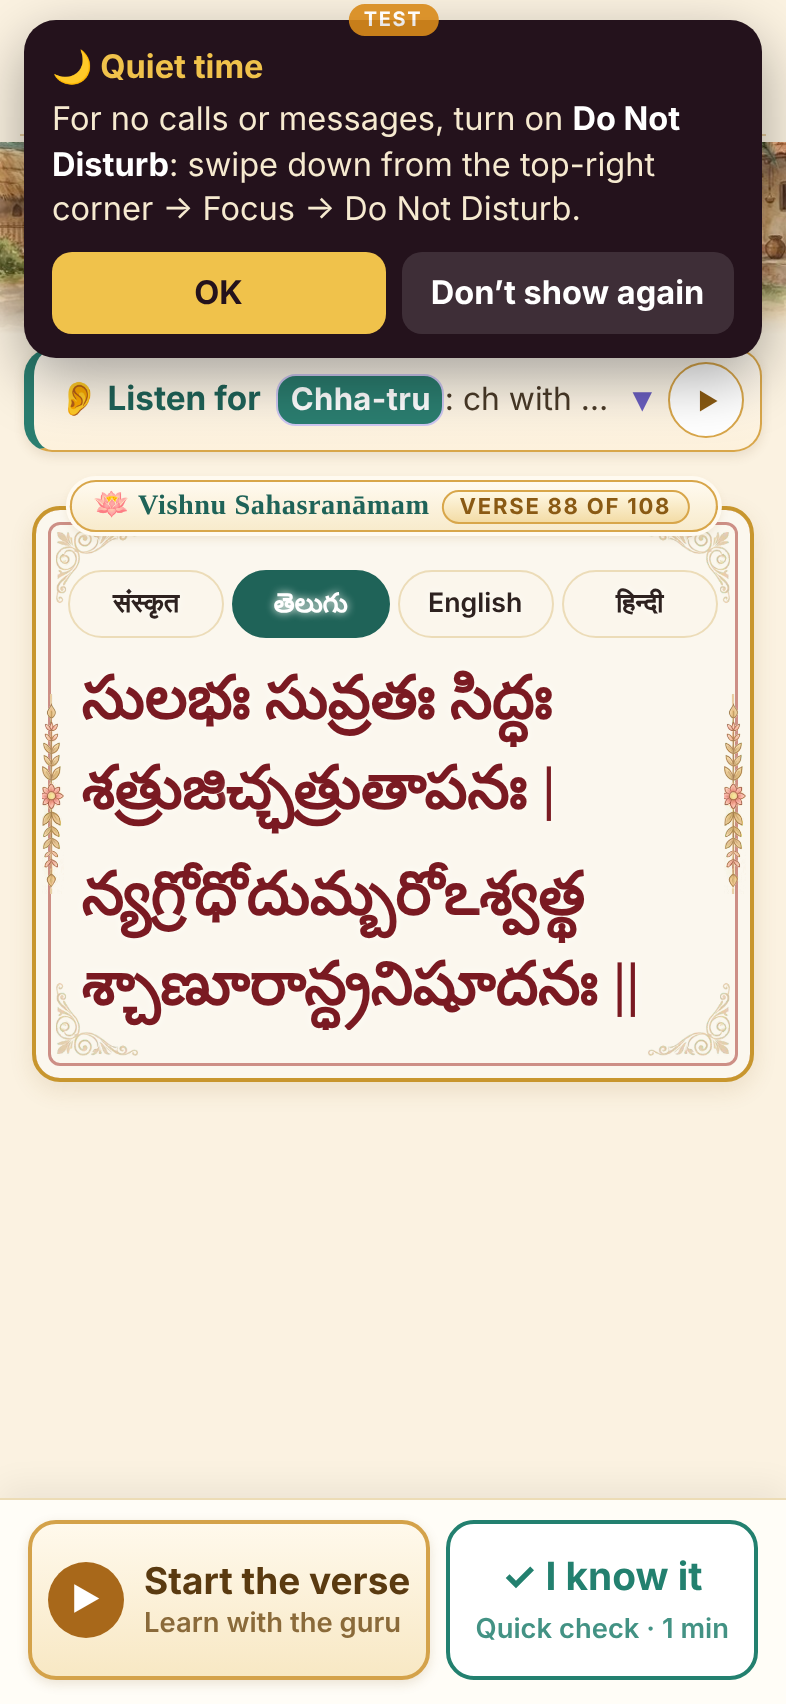 TEST
🌙 Quiet time
For no calls or messages, turn on Do Not
Disturb: swipe down from the top-right
corner → Focus → Do Not Disturb.
OK
Don’t show again
👂 Listen for Chha-tru : ch with ... ▼
🪷 Vishnu Sahasranāmam VERSE 88 OF 108
संस्कृत
తెలుగు
English
हिन्दी
సులభః సువ్రతః సిద్ధః
శత్రుజిచ్ఛత్రుతాపనః |
న్యగ్రోధోదుమ్బరోఽశ్వత్థ
శ్చాణూరాన్ధ్రనిషూదనః ||
Start the verse
Learn with the guru
✓ I know it
Quick check · 1 min